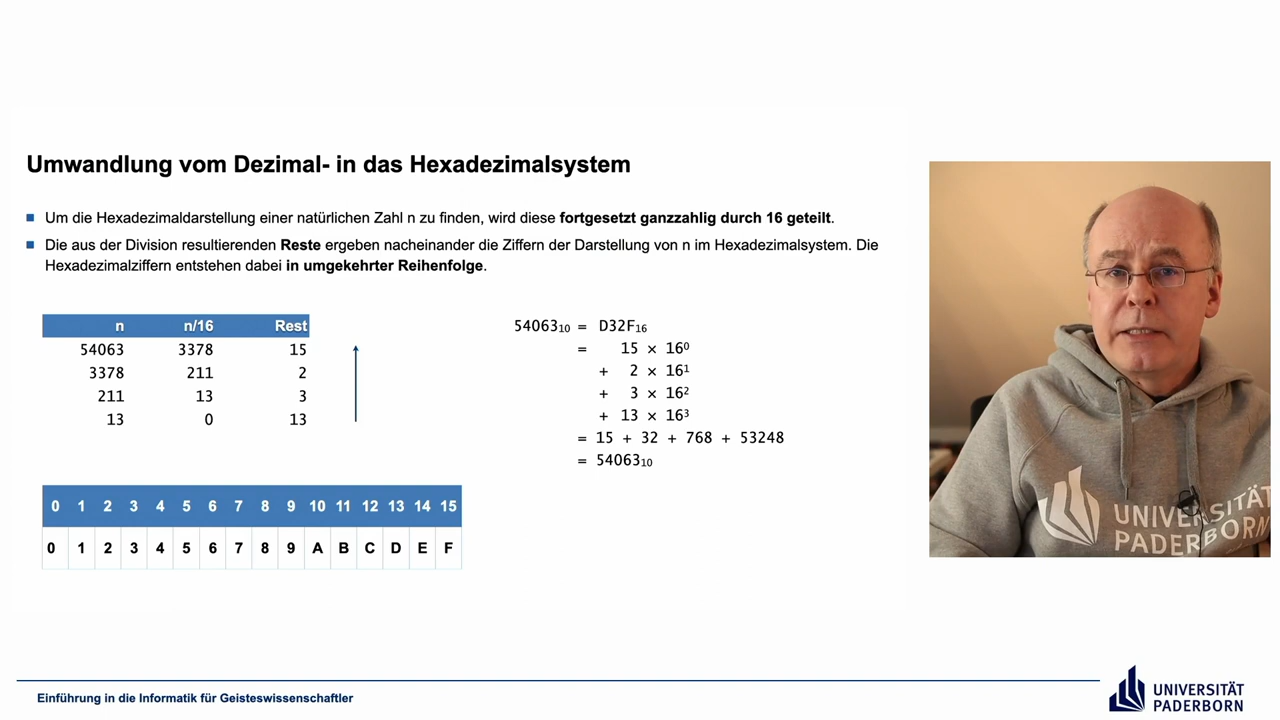 Umwandlung vom Dezimal- in das Hexadezimalsystem
Um die Hexadezimaldarstellung einer natürlichen Zahl n zu finden, wird diese fortgesetzt ganzzahlig durch 16 geteilt.
Die aus der Division resultierenden Reste ergeben nacheinander die Ziffern der Darstellung von n im Hexadezimalsystem. Die
Hexadezimalziffern entstehen dabei in umgekehrter Reihenfolge.
n n/16 Rest
54063 3378 15
3378 211 2
211 13 3
13 0 13
54063₁₀ = D32F₁₆
= 15 × 16⁰
+ 2 × 16¹
+ 3 × 16²
+ 13 × 16³
= 15 + 32 + 768 + 53248
= 54063₁₀
0 1 2 3 4 5 6 7 8 9 10 11 12 13 14 15
0 1 2 3 4 5 6 7 8 9 A B C D E F
UNIVERSITÄT
PADERBORN
Einführung in die Informatik für Geisteswissenschaftler
UNIVERSITÄT
PADERBORN